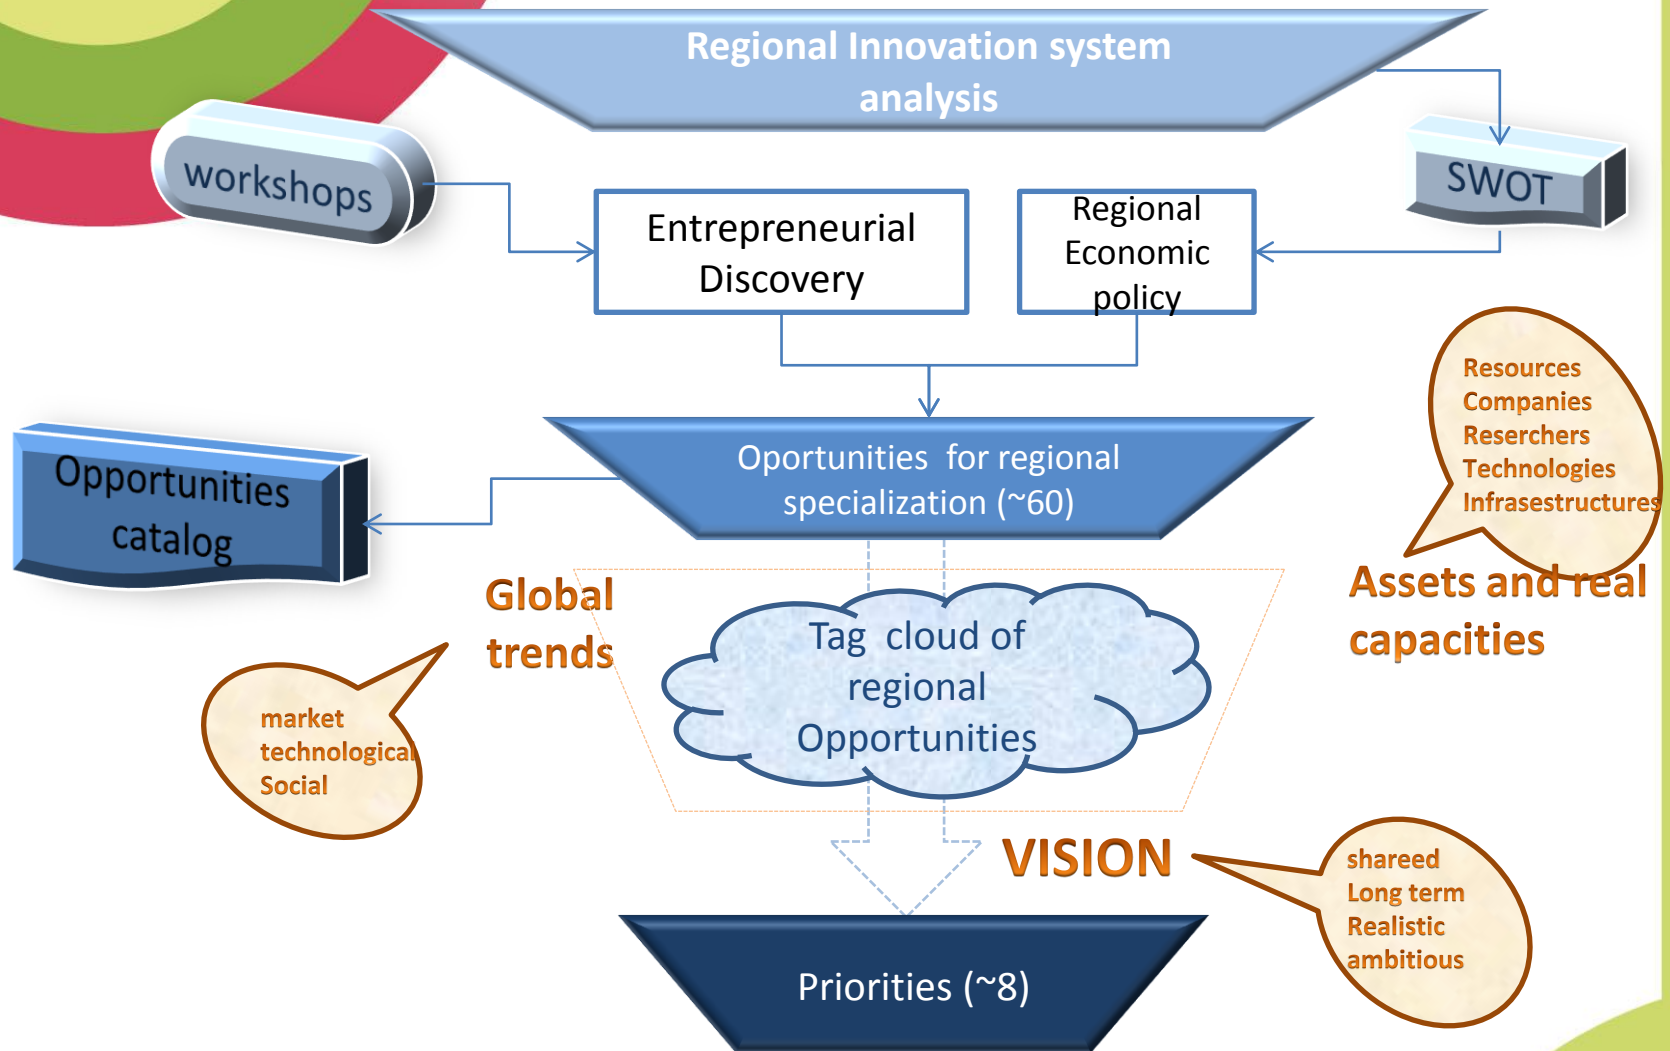 Regional Innovation system
analysis
workshops
SWOT
Entrepreneurial
Discovery
Regional
Economic
policy
Resources
Companies
Reserchers
Technologies
Infrasestructures
Oportunities  for regional
specialization (~60)
Opportunities
catalog
Global
trends
Assets and real
capacities
Tag  cloud of
regional
Opportunities
market
technological
Social
VISION
shareed
Long term
Realistic
ambitious
Priorities (~8)